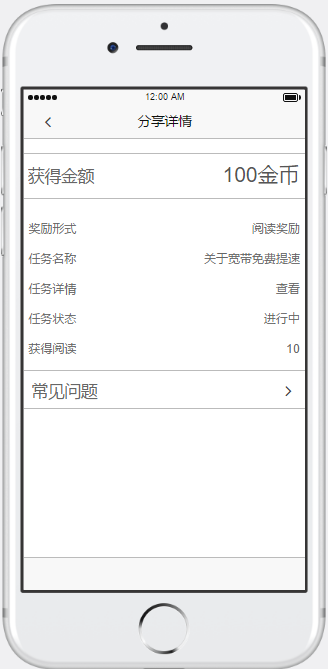 12:00 AM
分享详情
获得金额 100金币
奖励形式 阅读奖励
任务名称 关于宽带免费提速
任务详情 查看
任务状态 进行中
获得阅读 10
常见问题